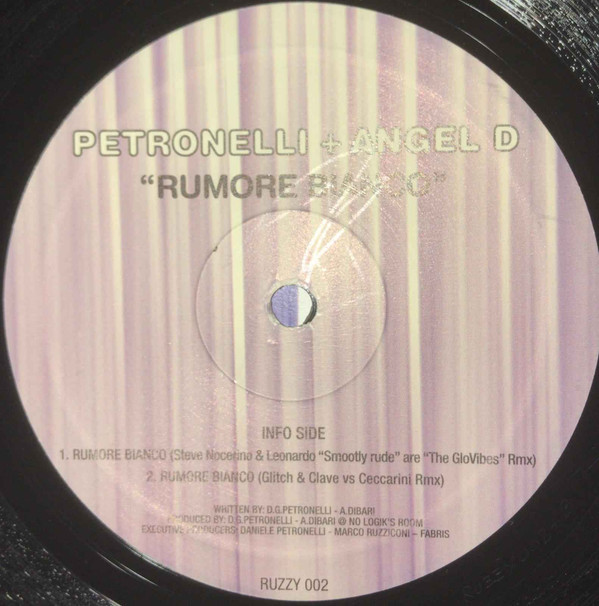 PETRONELLI + ANGEL D
"RUMORE BIANCO"
INFO SIDE
1. RUMORE BIANCO (Steve Nocerino & Leonardo "Smootly rude" are "The GloVibes" Rmx)
2. RUMORE BIANCO (Glitch & Clave vs Ceccarini Rmx)
WRITTEN BY: D.G.PETRONELLI - A.DIBARI
PRODUCED BY: D.G.PETRONELLI - A.DIBARI @ NO LOGIK'S ROOM
EXECUTIVE PRODUCERS: DANIELE PETRONELLI - MARCO RUZZICONI – FABRIS
RUZZY 002